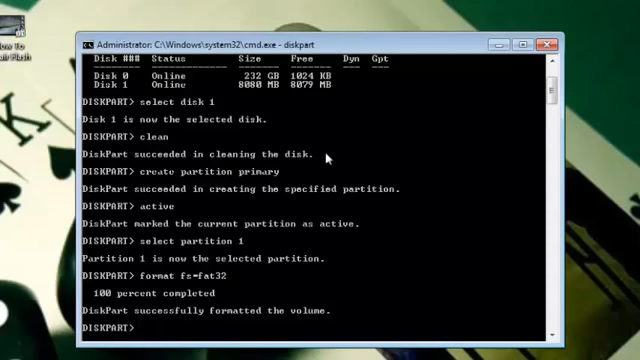 How To
air Flash
Administrator: C:\Windows\system32\cmd.exe - diskpart
Disk ### Status Size Free Dyn Gpt
Disk 0 Online 232 GB 1024 KB
Disk 1 Online 8080 MB 8079 MB
DISKPART> select disk 1
Disk 1 is now the selected disk.
DISKPART> clean
DiskPart succeeded in cleaning the disk.
DISKPART> create partition primary
DiskPart succeeded in creating the specified partition.
DISKPART> active
DiskPart marked the current partition as active.
DISKPART> select partition 1
Partition 1 is now the selected partition.
DISKPART> format fs=fat32
100 percent completed
DiskPart successfully formatted the volume.
DISKPART>